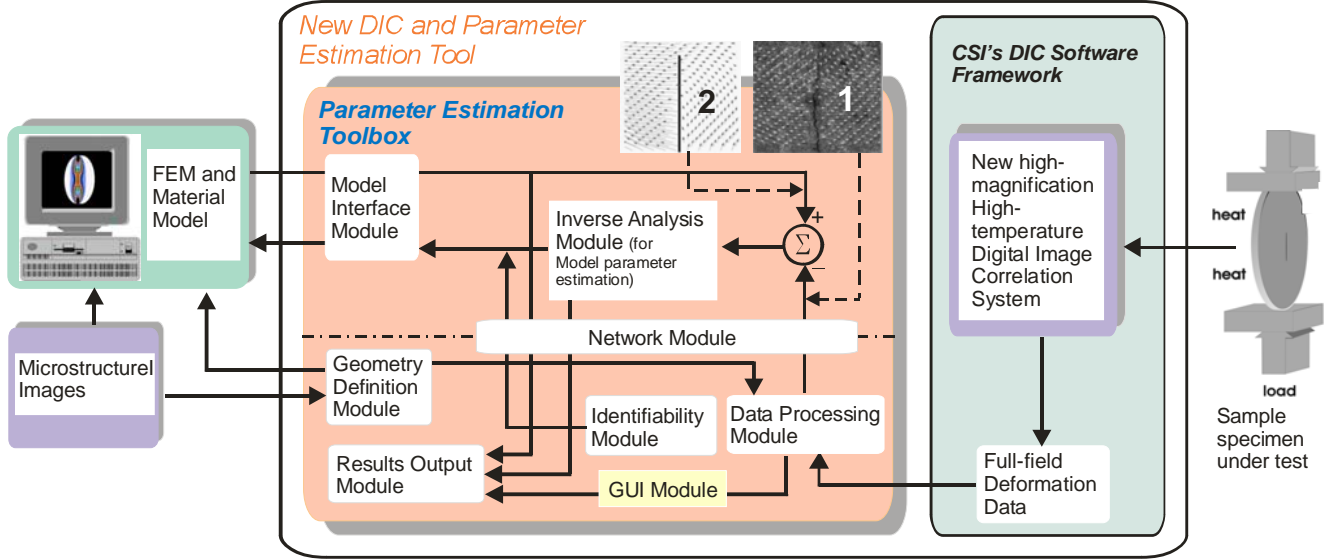 New DIC and Parameter
Estimation Tool
Parameter Estimation
Toolbox
2
1
CSI's DIC Software
Framework
FEM and
Material
Model
Model
Interface
Module
Inverse Analysis
Module (for
Model parameter
estimation)
+
Σ
−
New high-
magnification
High-
temperature
Digital Image
Correlation
System
heat
heat
load
Sample
specimen
under test
Network Module
Microstructurel
Images
Geometry
Definition
Module
Identifiability
Module
Data Processing
Module
Results Output
Module
GUI Module
Full-field
Deformation
Data